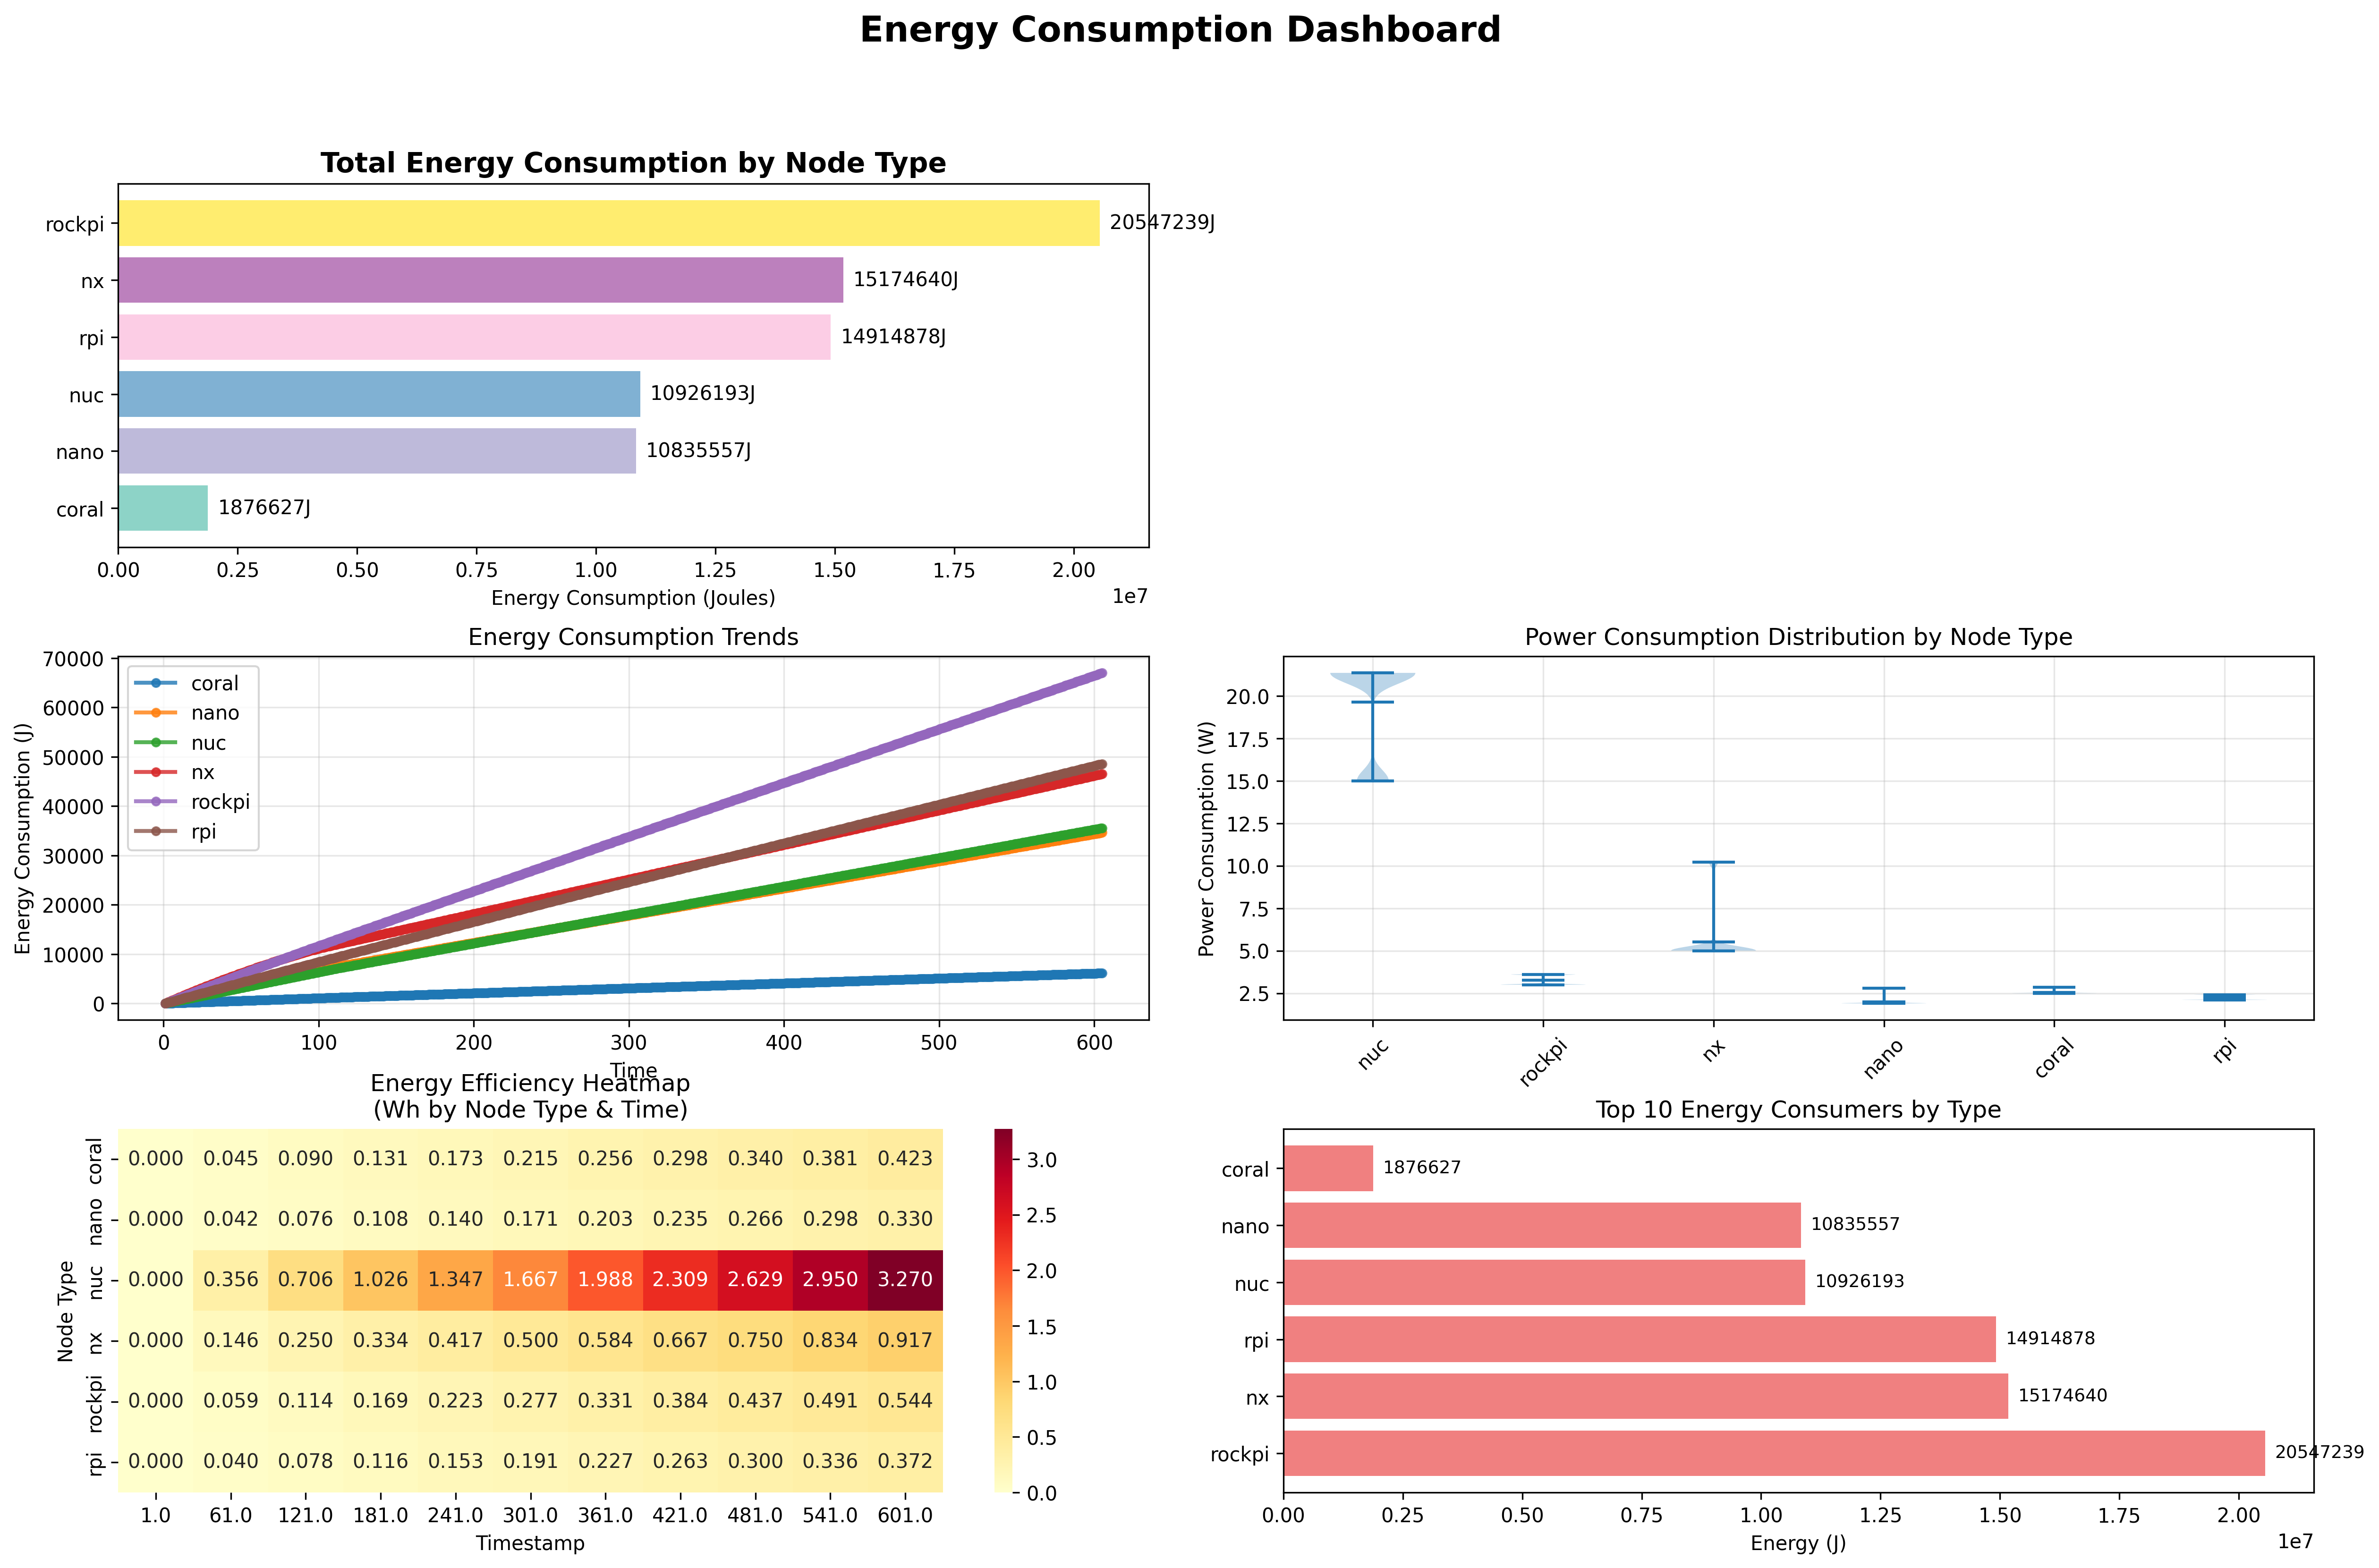 Energy Consumption Dashboard
Total Energy Consumption by Node Type
rockpi 20547239J
nx 15174640J
rpi 14914878J
nuc 10926193J
nano 10835557J
coral 1876627J
0.00 0.25 0.50 0.75 1.00 1.25 1.50 1.75 2.00
Energy Consumption (Joules)
1e7
Energy Consumption Trends
Energy Consumption (J)
70000
60000
50000
40000
30000
20000
10000
0
coral
nano
nuc
nx
rockpi
rpi
0 100 200 300 400 500 600
Time
Power Consumption Distribution by Node Type
Power Consumption (W)
20.0
17.5
15.0
12.5
10.0
7.5
5.0
2.5
nuc rockpi nx nano coral rpi
Energy Efficiency Heatmap
(Wh by Node Type & Time)
Node Type
coral 0.000 0.045 0.090 0.131 0.173 0.215 0.256 0.298 0.340 0.381 0.423
nano 0.000 0.042 0.076 0.108 0.140 0.171 0.203 0.235 0.266 0.298 0.330
nuc 0.000 0.356 0.706 1.026 1.347 1.667 1.988 2.309 2.629 2.950 3.270
nx 0.000 0.146 0.250 0.334 0.417 0.500 0.584 0.667 0.750 0.834 0.917
rockpi 0.000 0.059 0.114 0.169 0.223 0.277 0.331 0.384 0.437 0.491 0.544
rpi 0.000 0.040 0.078 0.116 0.153 0.191 0.227 0.263 0.300 0.336 0.372
1.0 61.0 121.0 181.0 241.0 301.0 361.0 421.0 481.0 541.0 601.0
Timestamp
3.0
2.5
2.0
1.5
1.0
0.5
0.0
Top 10 Energy Consumers by Type
coral 1876627
nano 10835557
nuc 10926193
rpi 14914878
nx 15174640
rockpi 20547239
0.00 0.25 0.50 0.75 1.00 1.25 1.50 1.75 2.00
Energy (J)
1e7